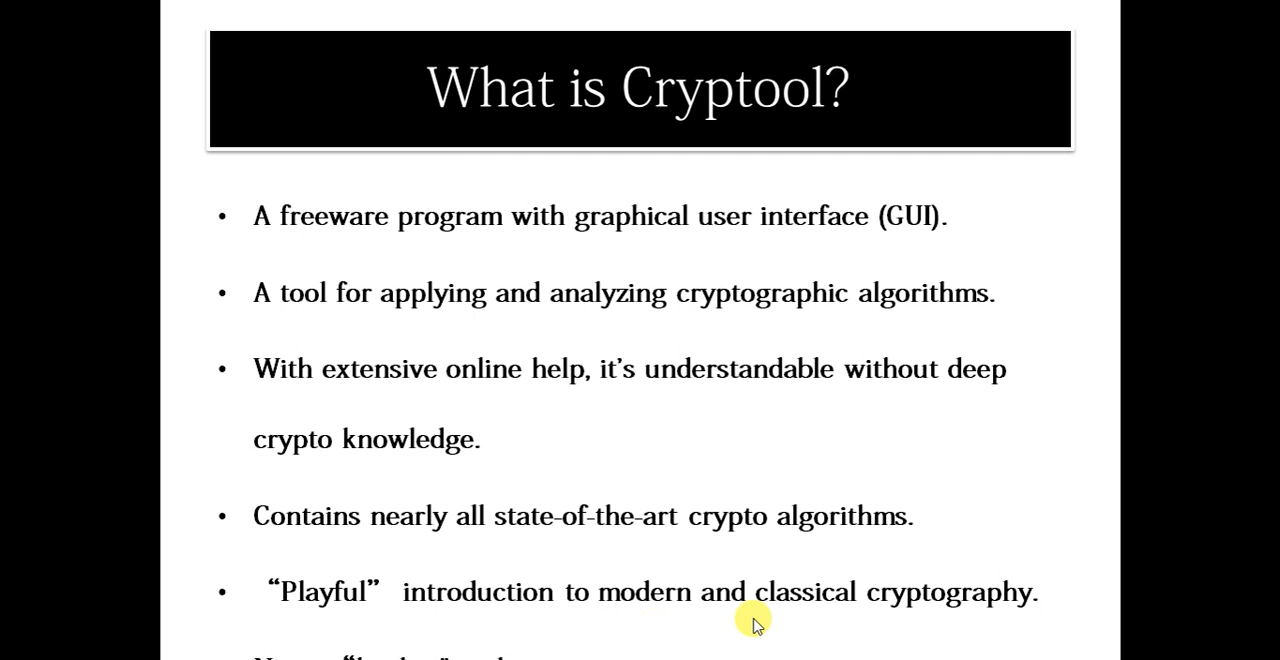 What is Cryptool?
• A freeware program with graphical user interface (GUI).
• A tool for applying and analyzing cryptographic algorithms.
• With extensive online help, it’s understandable without deep
crypto knowledge.
• Contains nearly all state-of-the-art crypto algorithms.
• “Playful” introduction to modern and classical cryptography.